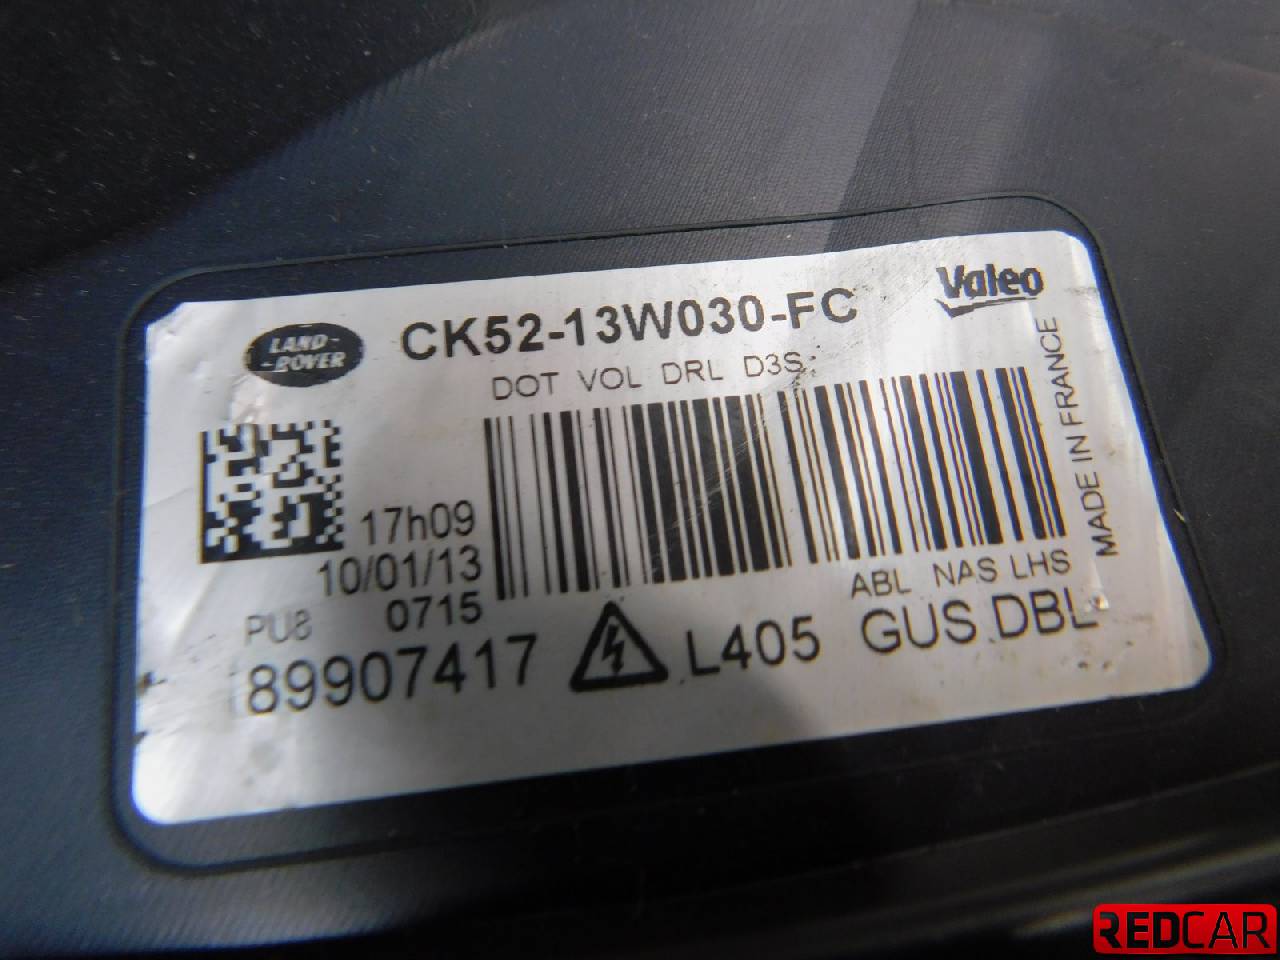 LAND-
-ROVER
CK52-13W030-FC
Valeo
DOT VOL DRL D3S
MADE IN FRANCE
17h09
10/01/13
PU8 0715
ABL NAS LHS
89907417
L405
GUS DBL
REDCAR